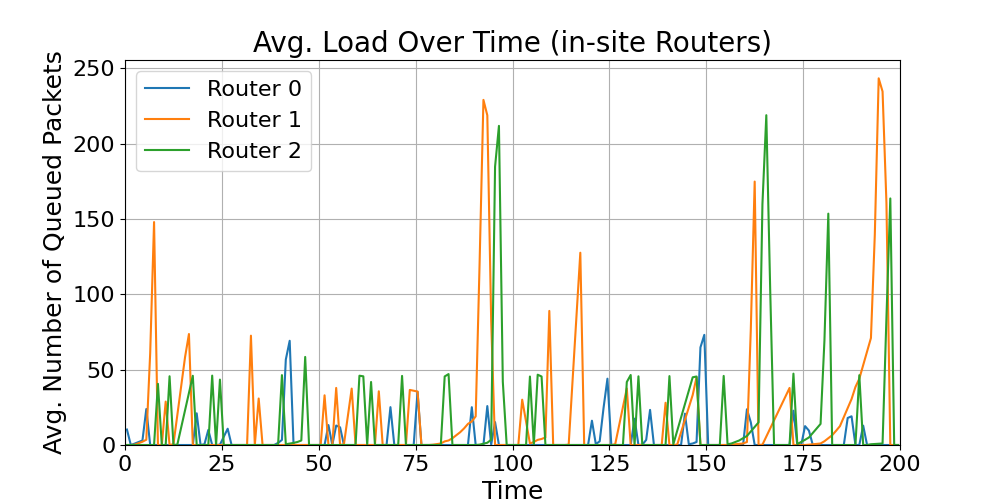 Avg. Load Over Time (in-site Routers)
Avg. Number of Queued Packets
250
200
150
100
50
0
Router 0
Router 1
Router 2
0 25 50 75 100 125 150 175 200
Time